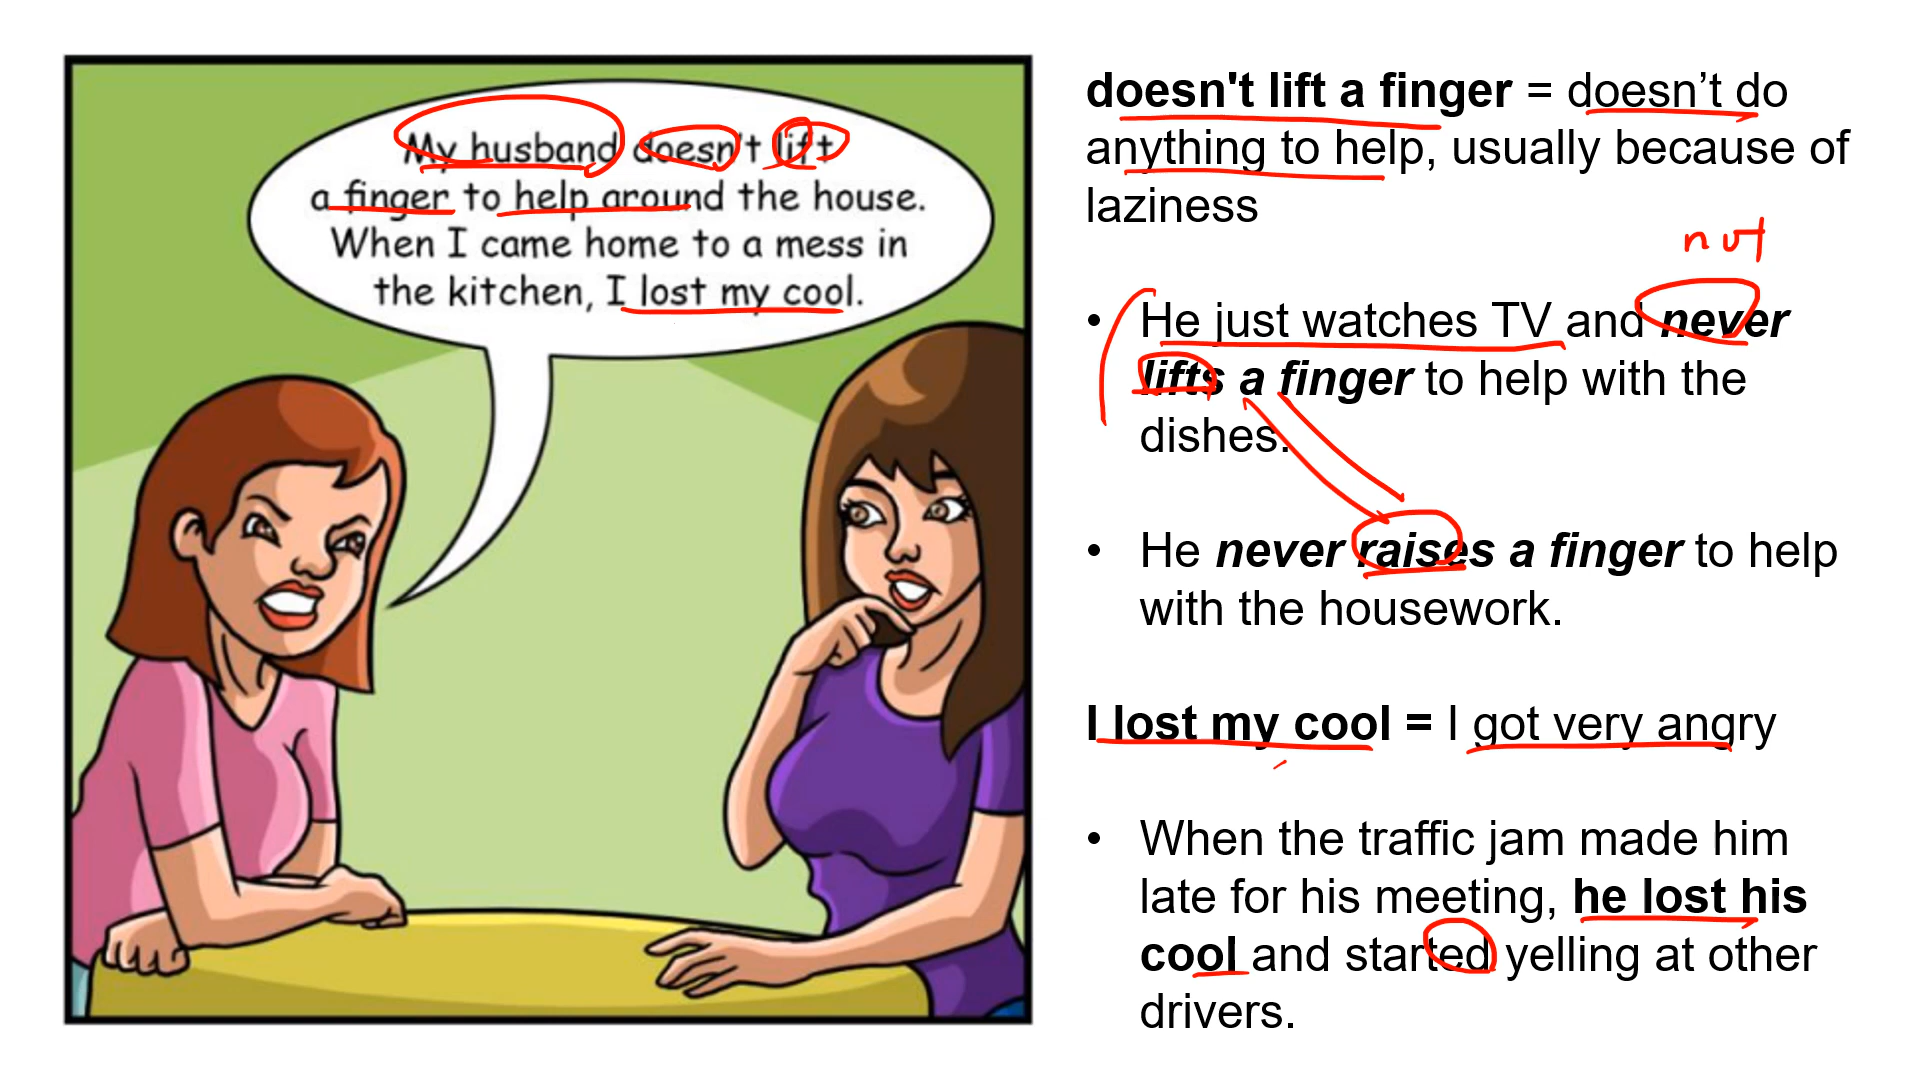 My husband doesn't lift
a finger to help around the house.
When I came home to a mess in
the kitchen, I lost my cool.
doesn't lift a finger = doesn’t do
anything to help, usually because of
laziness
not
• He just watches TV and never
lifts a finger to help with the
dishes.
• He never raises a finger to help
with the housework.
I lost my cool = I got very angry
• When the traffic jam made him
late for his meeting, he lost his
cool and started yelling at other
drivers.